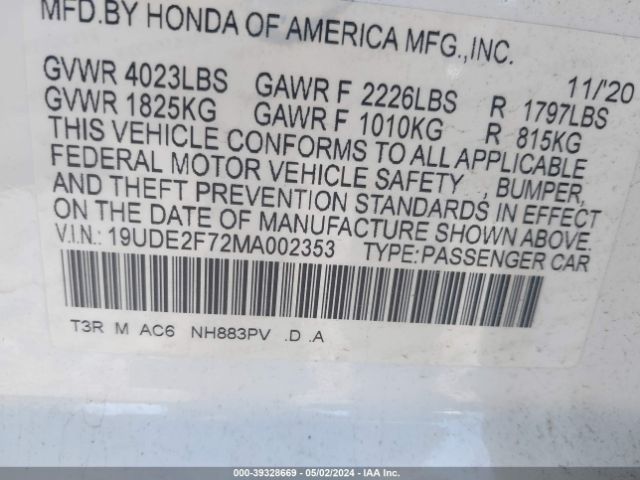 MFD.BY HONDA OF AMERICA MFG.,INC.
11/'20
GVWR 4023LBS GAWR F 2226LBS R 1797LBS
GVWR 1825KG GAWR F 1010KG R 815KG
THIS VEHICLE CONFORMS TO ALL APPLICABLE
FEDERAL MOTOR VEHICLE SAFETY , BUMPER,
AND THEFT PREVENTION STANDARDS IN EFFECT
ON THE DATE OF MANUFACTURE SHOWN ABOVE.
V.I.N.: 19UDE2F72MA002353 TYPE:PASSENGER CAR
T3R M AC6 NH883PV .D .A
000-39328669 - 05/02/2024 - IAA Inc.